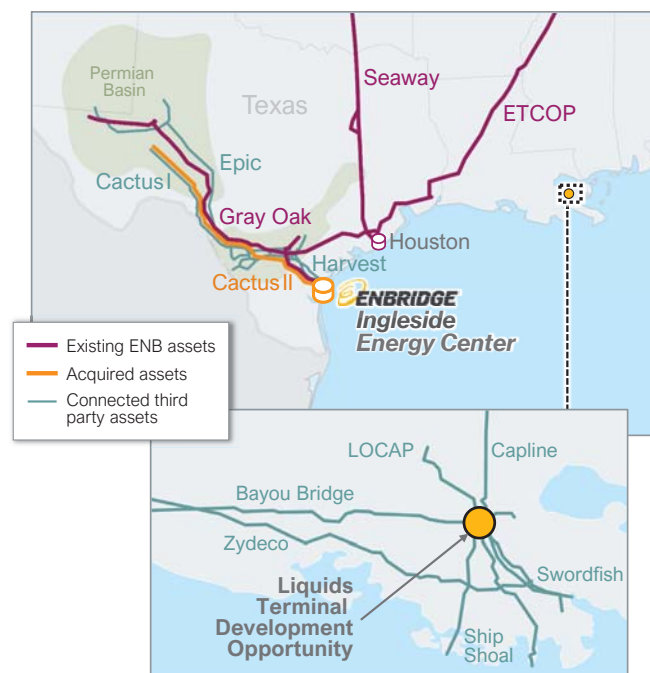 Permian
Basin
Texas
Seaway
ETCOP
Epic
Cactus I
Gray Oak
Houston
Harvest
Cactus II
ENBRIDGE
Ingleside
Energy Center
Existing ENB assets
Acquired assets
Connected third
party assets
LOCAP
Capline
Bayou Bridge
Zydeco
Swordfish
Liquids
Terminal
Development
Opportunity
Ship
Shoal